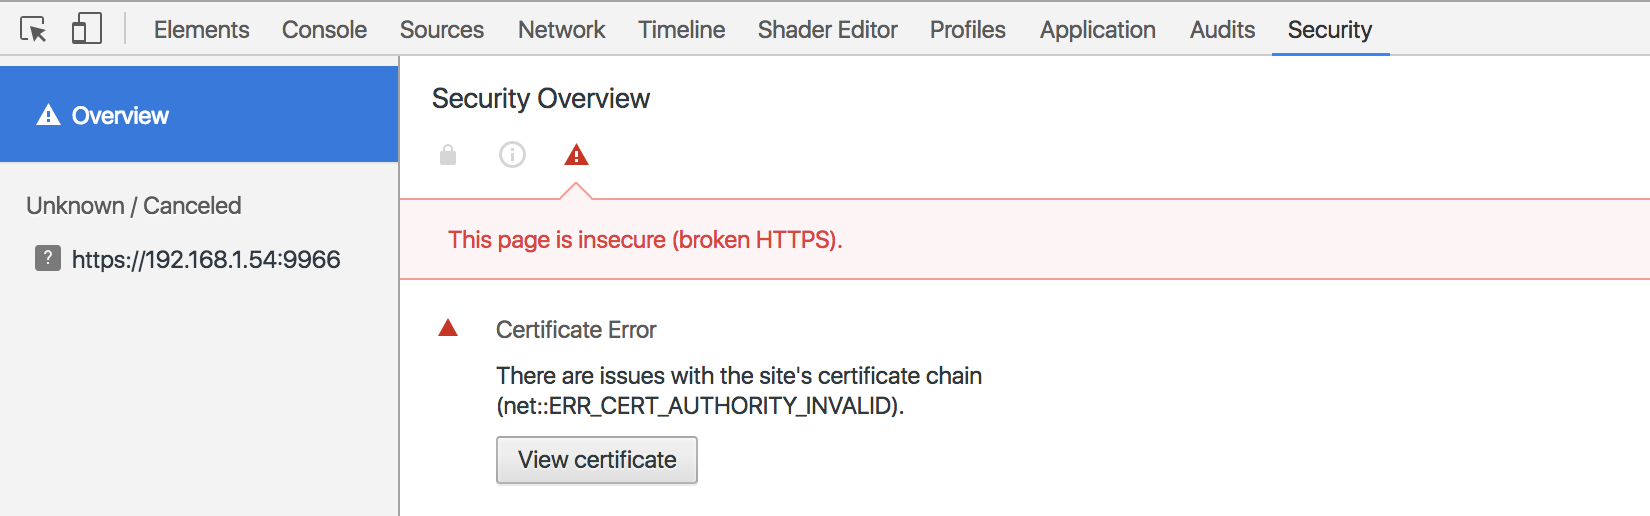 Elements Console Sources Network Timeline Shader Editor Profiles Application Audits Security
Overview
Unknown / Canceled
? https://192.168.1.54:9966
Security Overview
This page is insecure (broken HTTPS).
Certificate Error
There are issues with the site's certificate chain
(net::ERR_CERT_AUTHORITY_INVALID).
View certificate